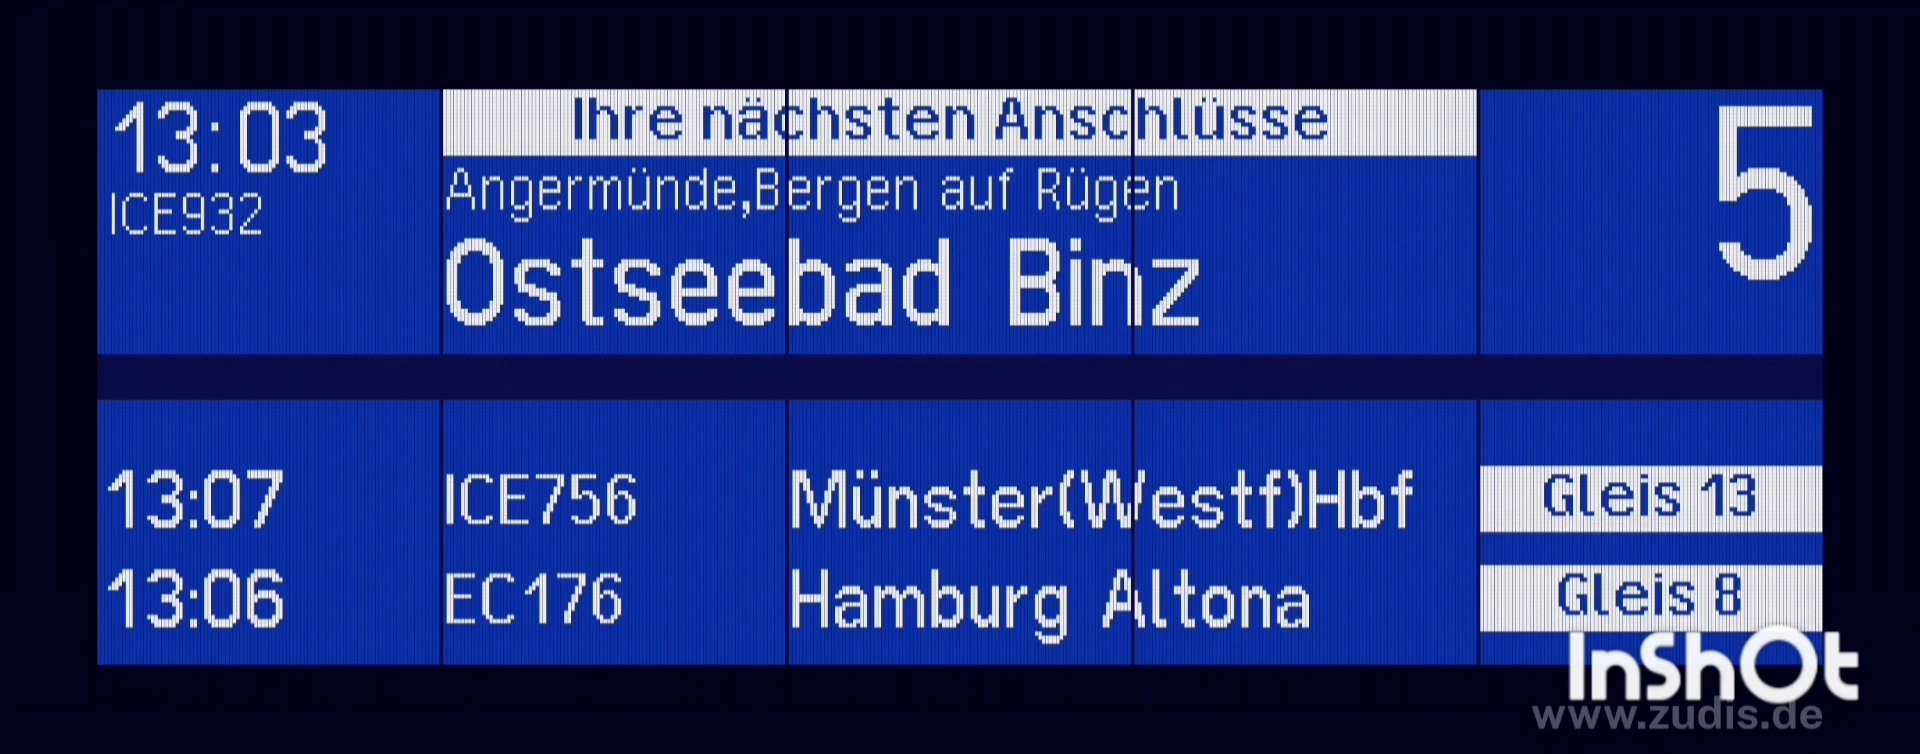 13:03 Ihre nächsten Anschlüsse 5
ICE932 Angermünde,Bergen auf Rügen
Ostseebad Binz
13:07 ICE756 Münster(Westf)Hbf Gleis 13
13:06 EC176 Hamburg Altona Gleis 8
InShOt
www.zudis.de